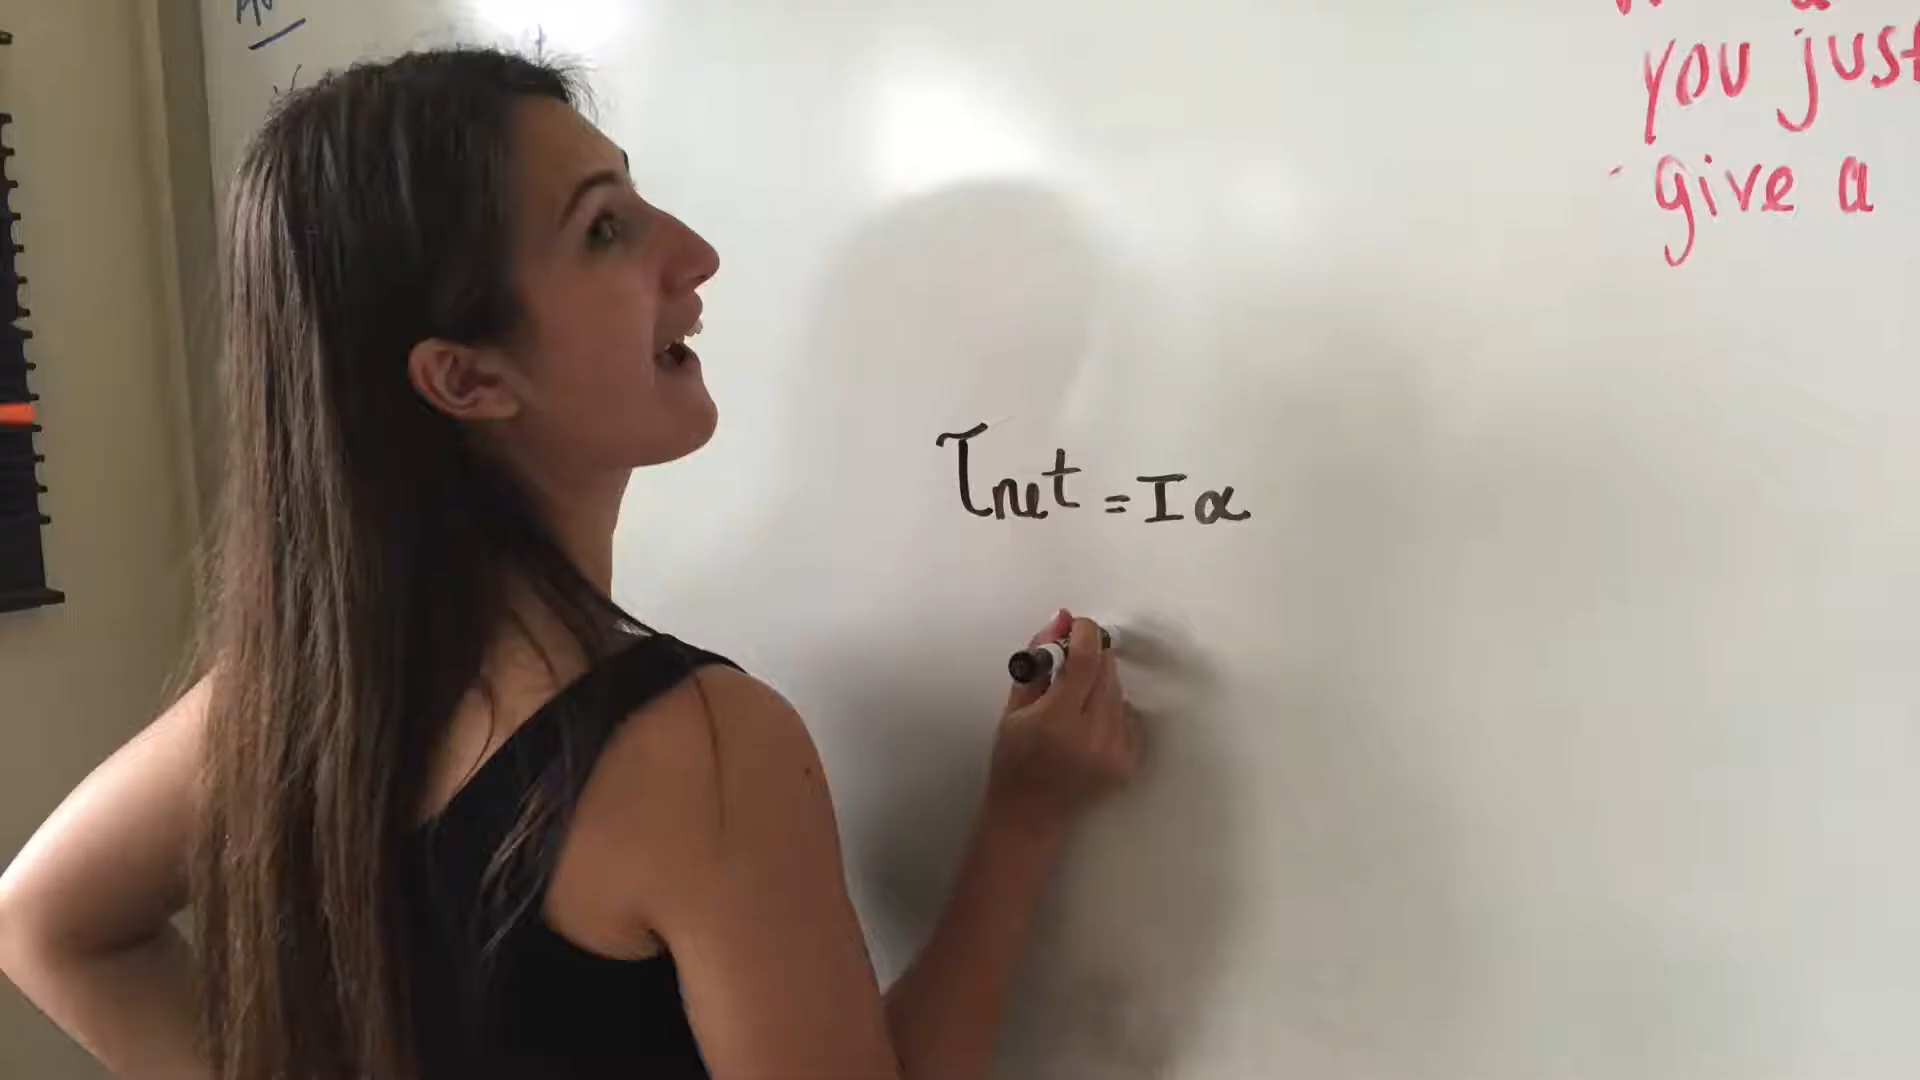 you just
give a
τnet = Iα